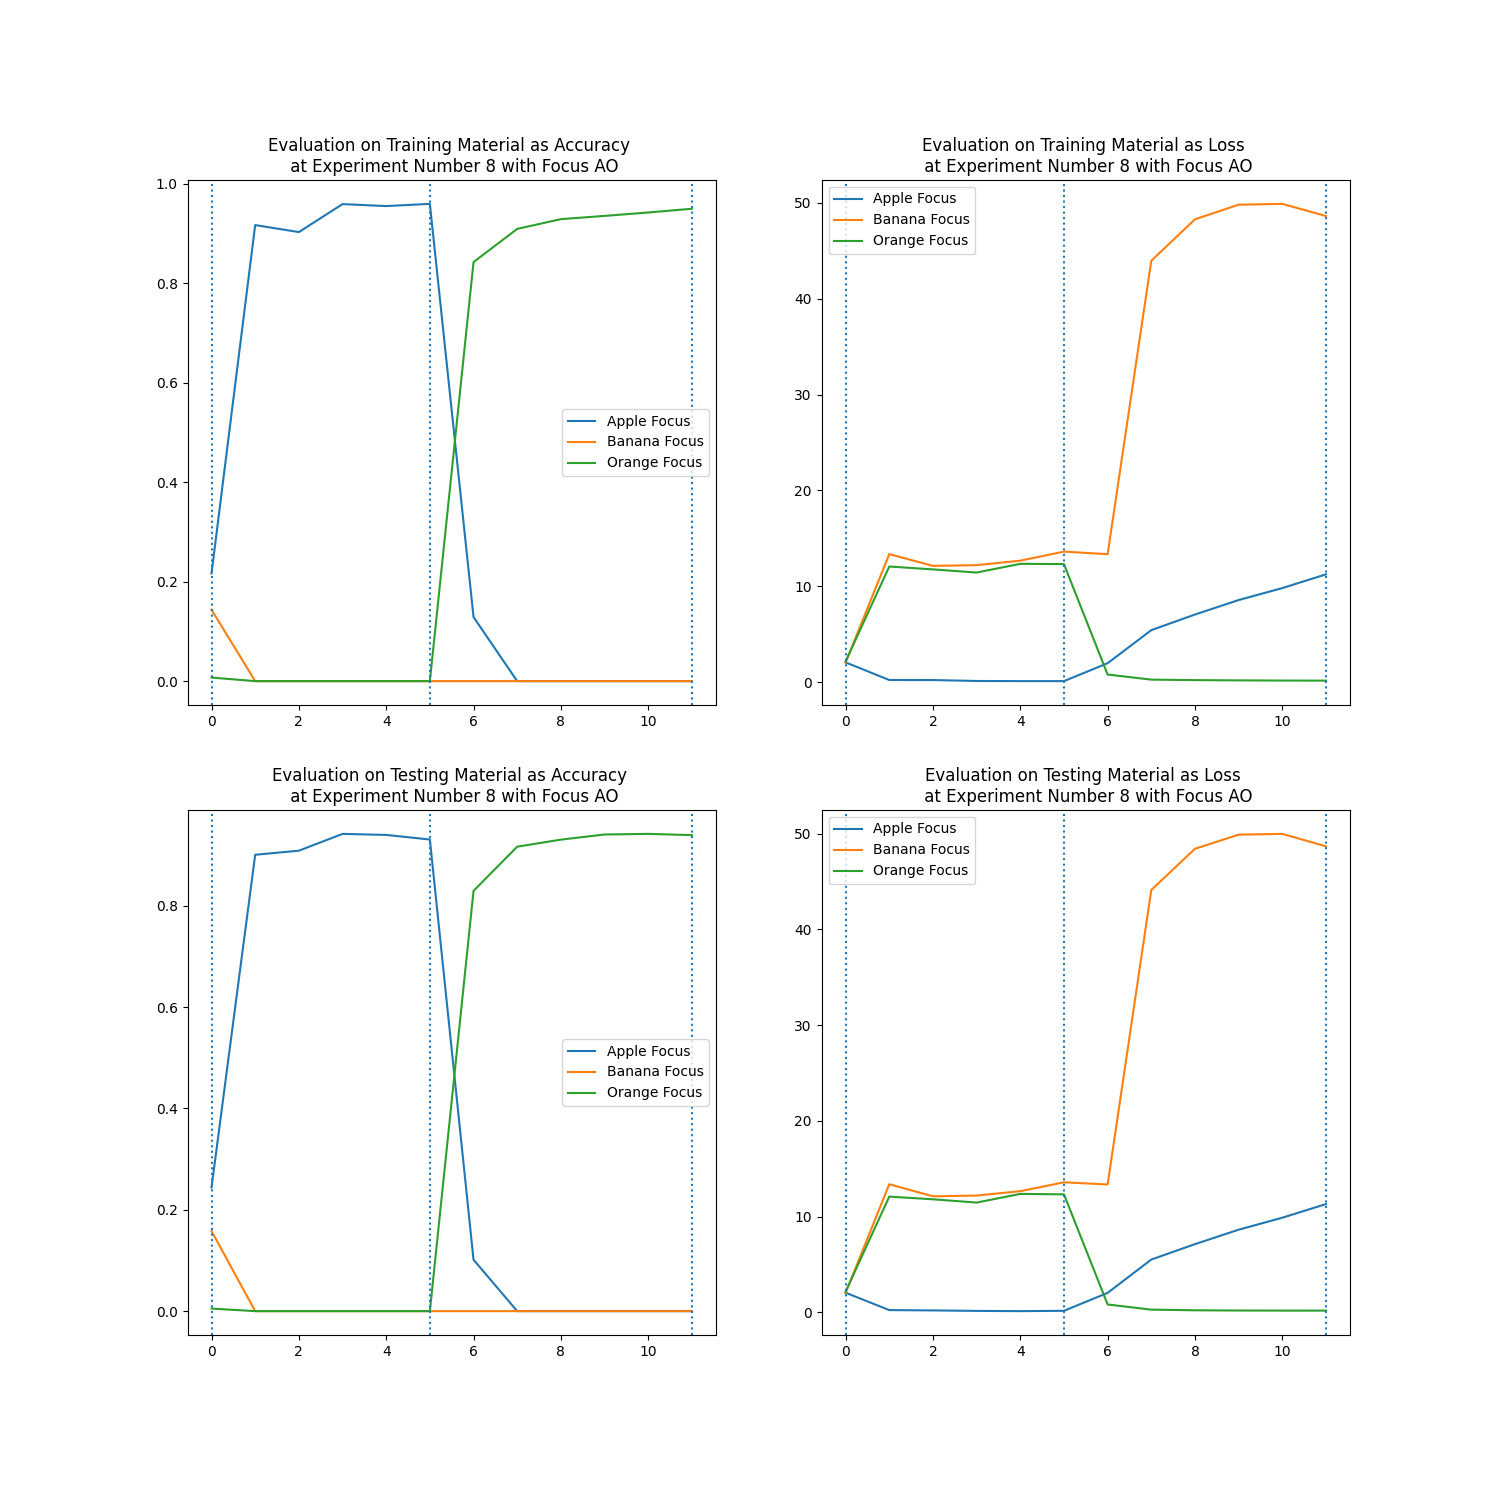 Evaluation on Training Material as Accuracy
at Experiment Number 8 with Focus AO
1.0
0.8
0.6
0.4
0.2
0.0
Apple Focus
Banana Focus
Orange Focus
0 2 4 6 8 10
Evaluation on Training Material as Loss
at Experiment Number 8 with Focus AO
Apple Focus
Banana Focus
Orange Focus
50
40
30
20
10
0
0 2 4 6 8 10
Evaluation on Testing Material as Accuracy
at Experiment Number 8 with Focus AO
0.8
0.6
0.4
0.2
0.0
Apple Focus
Banana Focus
Orange Focus
0 2 4 6 8 10
Evaluation on Testing Material as Loss
at Experiment Number 8 with Focus AO
Apple Focus
Banana Focus
Orange Focus
50
40
30
20
10
0
0 2 4 6 8 10